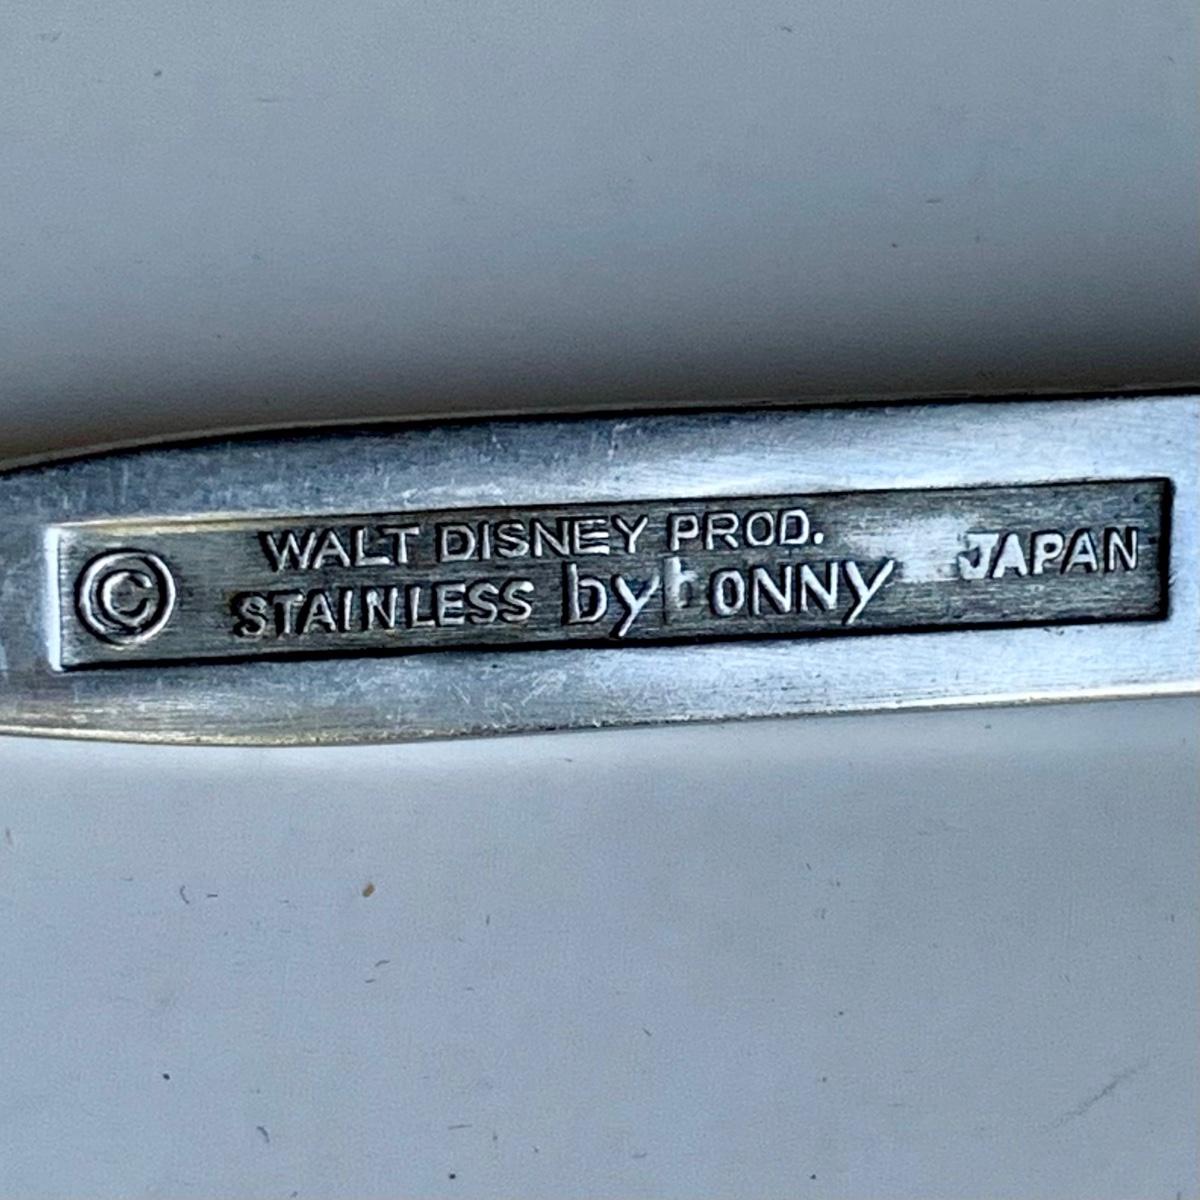 © WALT DISNEY PROD.
STAINLESS by bONNY JAPAN